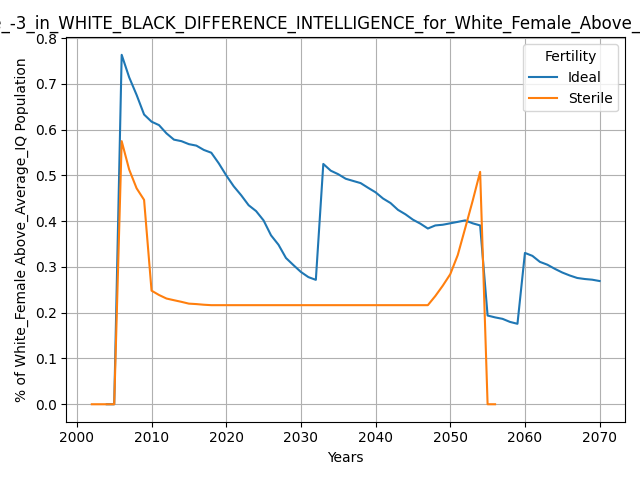 _-3_in_WHITE_BLACK_DIFFERENCE_INTELLIGENCE_for_White_Female_Above_
Fertility
Ideal
Sterile
% of White_Female Above_Average_IQ Population
0.8
0.7
0.6
0.5
0.4
0.3
0.2
0.1
0.0
2000 2010 2020 2030 2040 2050 2060 2070
Years